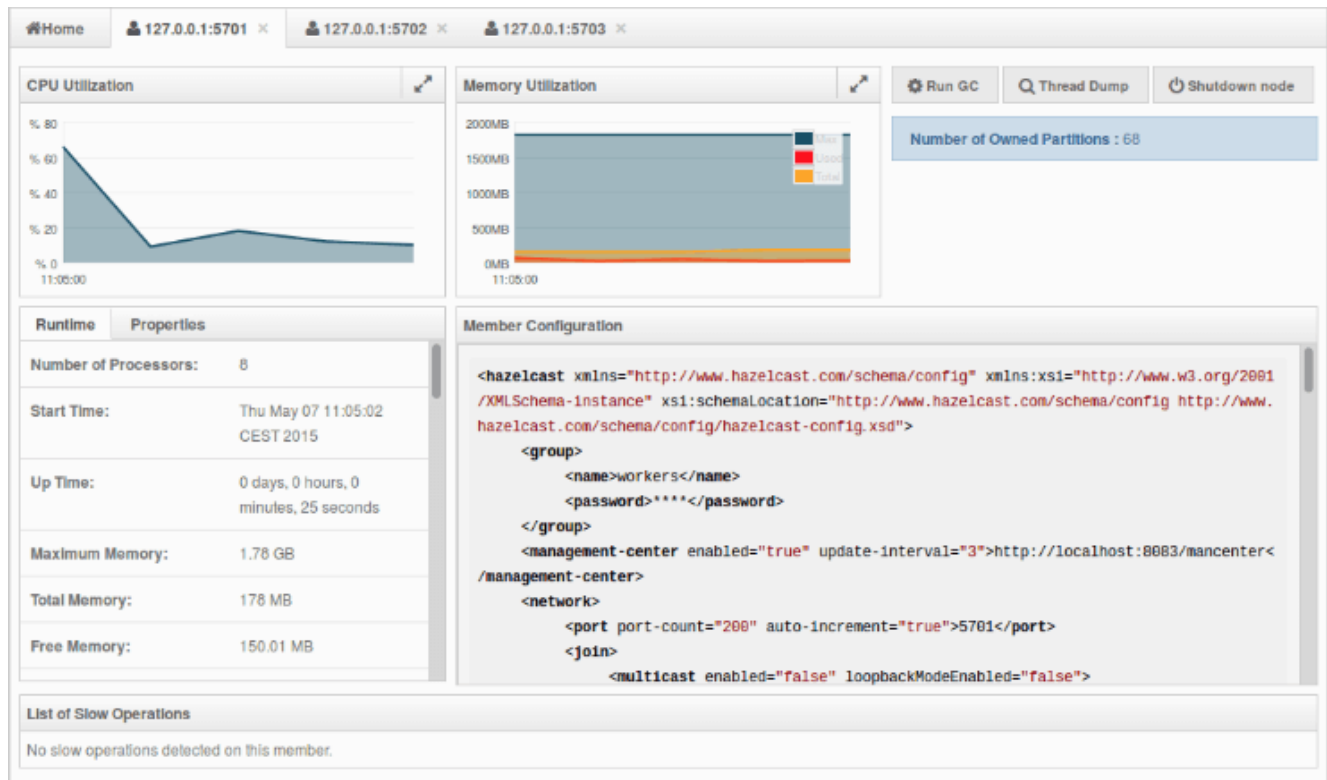 Home 127.0.0.1:5701 × 127.0.0.1:5702 × 127.0.0.1:5703 ×
CPU Utilization
% 80
% 60
% 40
% 20
% 0
11:05:00
Memory Utilization
2000MB
1500MB
1000MB
500MB
0MB
11:05:00
Max
Used
Total
Run GC Thread Dump Shutdown node
Number of Owned Partitions : 68
Runtime Properties
Number of Processors: 8
Start Time: Thu May 07 11:05:02
CEST 2015
Up Time: 0 days, 0 hours, 0
minutes, 25 seconds
Maximum Memory: 1.78 GB
Total Memory: 178 MB
Free Memory: 150.01 MB
Member Configuration
<hazelcast xmlns="http://www.hazelcast.com/schema/config" xmlns:xsi="http://www.w3.org/2001
/XMLSchema-instance" xsi:schemaLocation="http://www.hazelcast.com/schema/config http://www.
hazelcast.com/schema/config/hazelcast-config.xsd">
<group>
<name>workers</name>
<password>****</password>
</group>
<management-center enabled="true" update-interval="3">http://localhost:8083/mancenter<
/management-center>
<network>
<port port-count="200" auto-increment="true">5701</port>
<join>
<multicast enabled="false" loopbackModeEnabled="false">
List of Slow Operations
No slow operations detected on this member.